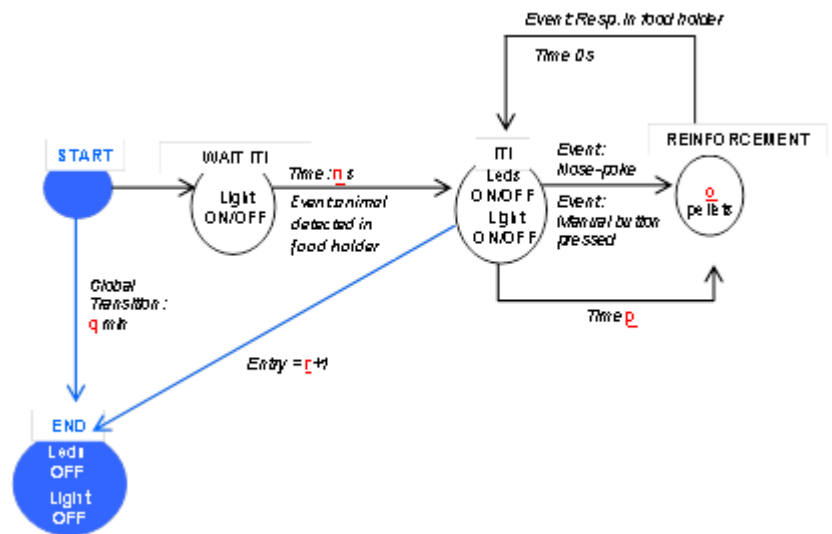 Event: Resp. in food holder
Time 0s
START
WAIT ITI
ITI
REINFORCEMENT
Light
ON/OFF
Time: n s
Event:animal
detected in
food holder
Leds
ON/OFF
Light
ON/OFF
Event:
Nose-poke
Event:
Manual button
pressed
o
pellets
Global
Transition:
q min
Time p
Entry = r+1
END
Leds
OFF
Light
OFF